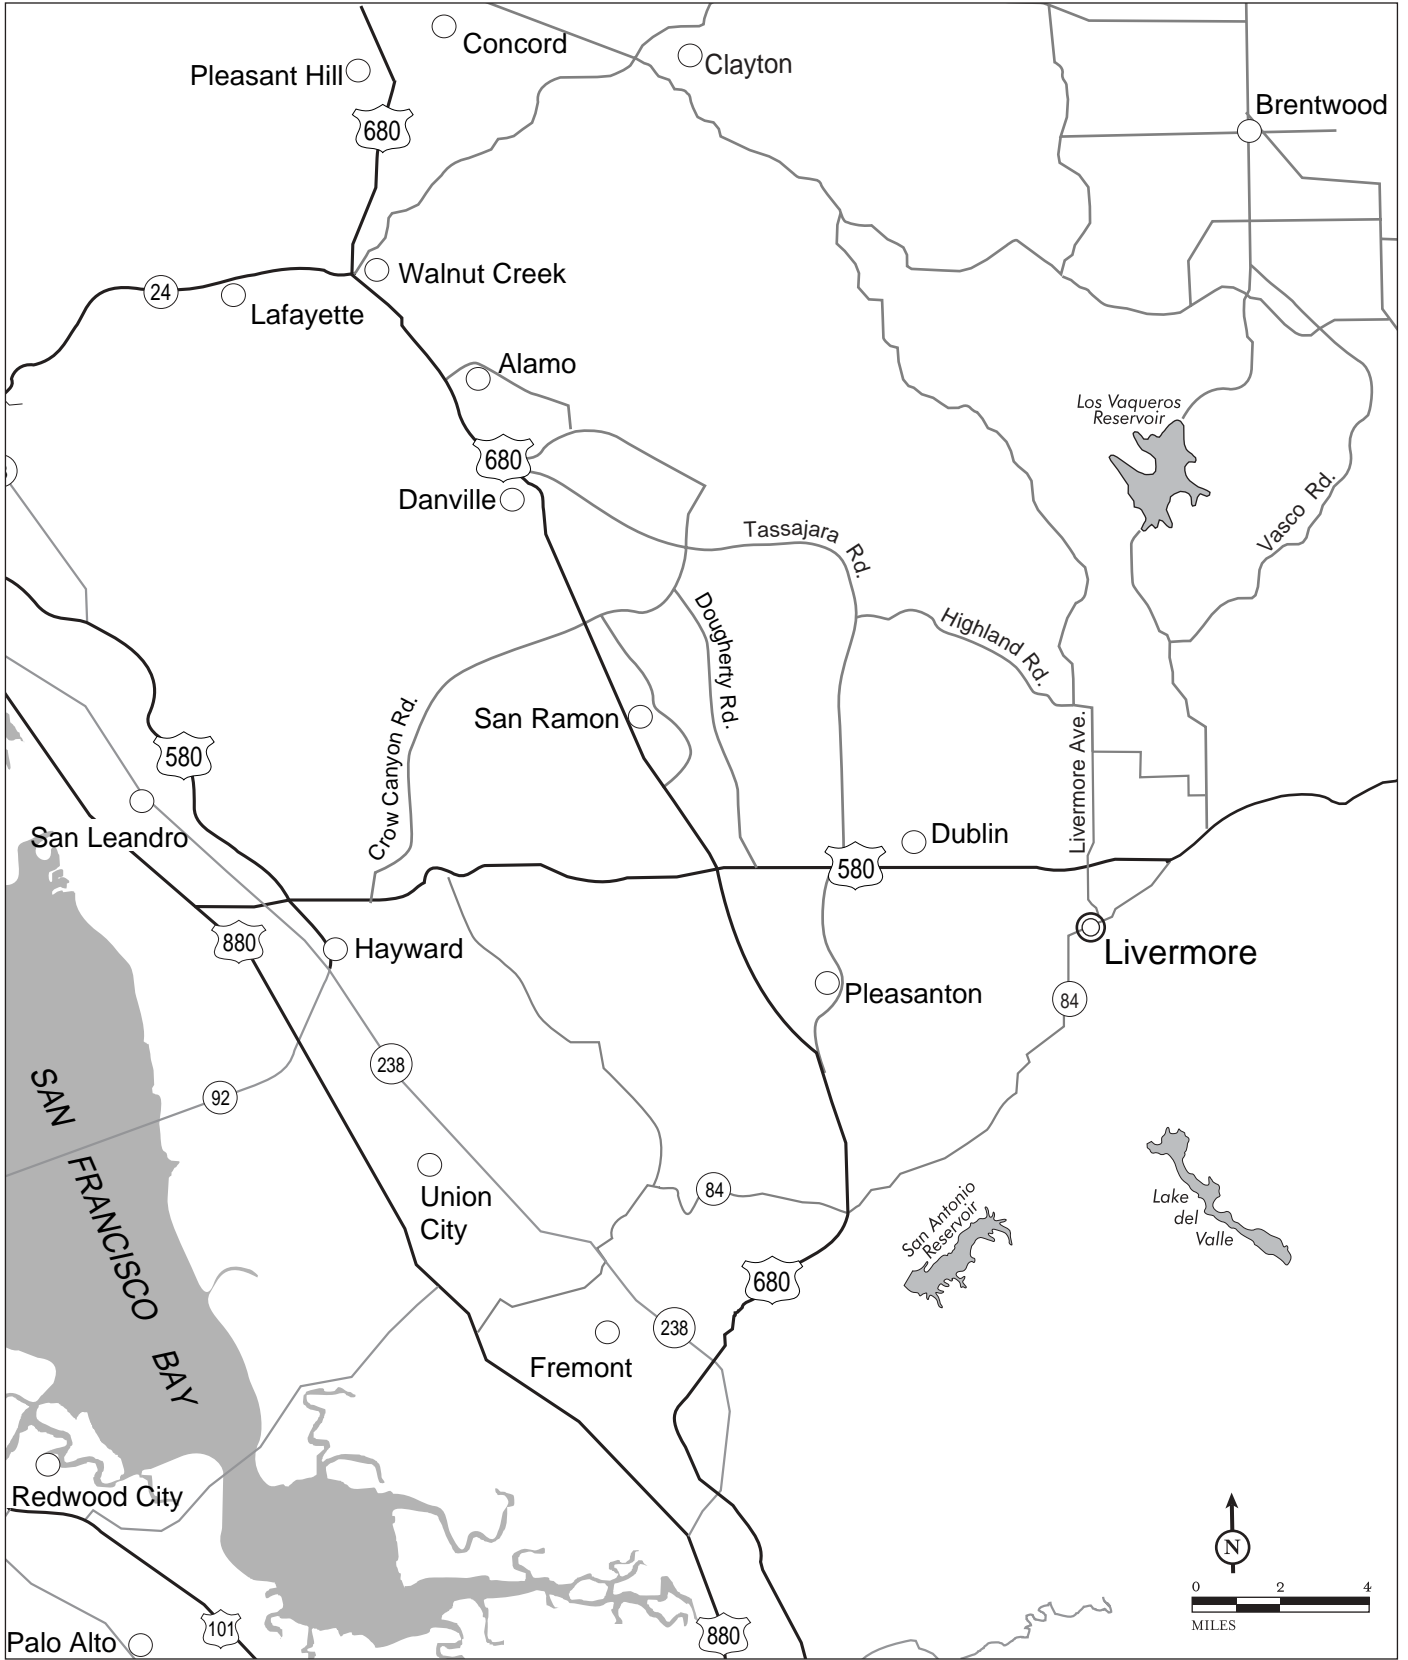 Concord
Clayton
Pleasant Hill
Brentwood
680
Walnut Creek
24
Lafayette
Alamo
Los Vaqueros
Reservoir
680
Danville
Vasco Rd.
Tassajara Rd.
Highland Rd.
Dougherty Rd.
San Ramon
Crow Canyon Rd.
Livermore Ave.
580
San Leandro
Dublin
580
880
Hayward
Livermore
Pleasanton
84
238
92
SAN FRANCISCO BAY
Union
City
84
San Antonio
Reservoir
Lake
del
Valle
680
238
Fremont
Redwood City
N
0 2 4
MILES
101
880
Palo Alto